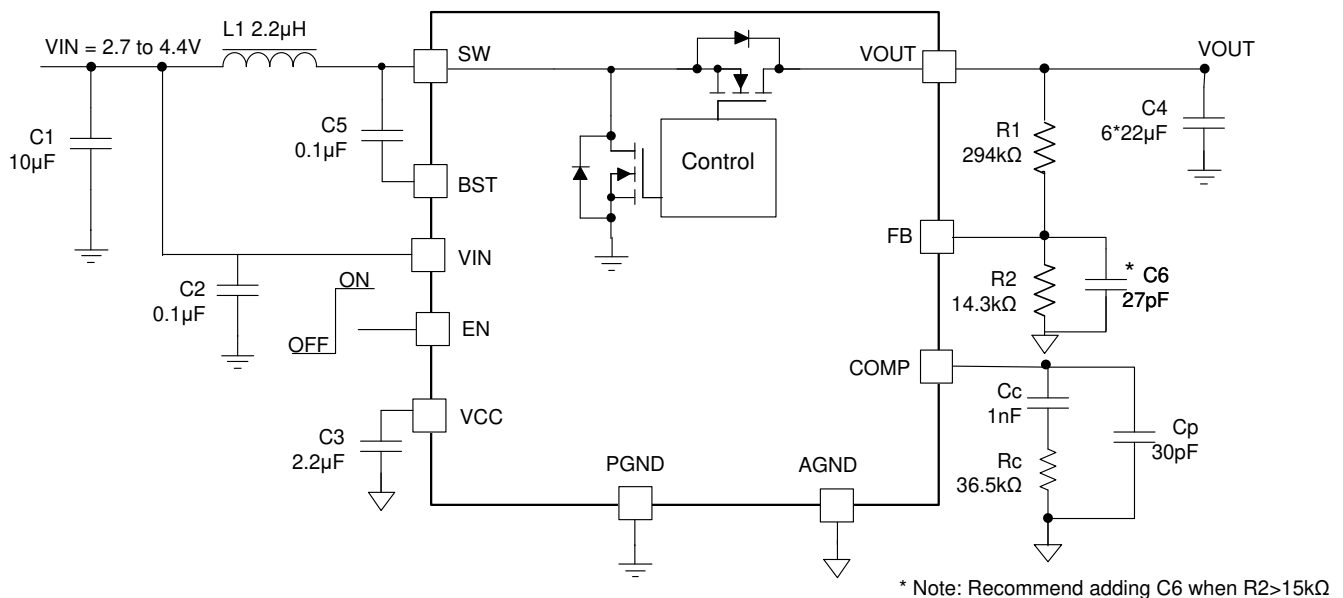 L1 2.2µH
VIN = 2.7 to 4.4V
SW
VOUT
VOUT
C1
10µF
C5
0.1µF
Control
R1
294kΩ
C4
6*22µF
BST
FB
VIN
C2
0.1µF
ON
OFF
EN
R2
14.3kΩ
* C6
27pF
COMP
VCC
C3
2.2µF
Cc
1nF
Rc
36.5kΩ
Cp
30pF
PGND
AGND
* Note: Recommend adding C6 when R2>15kΩ